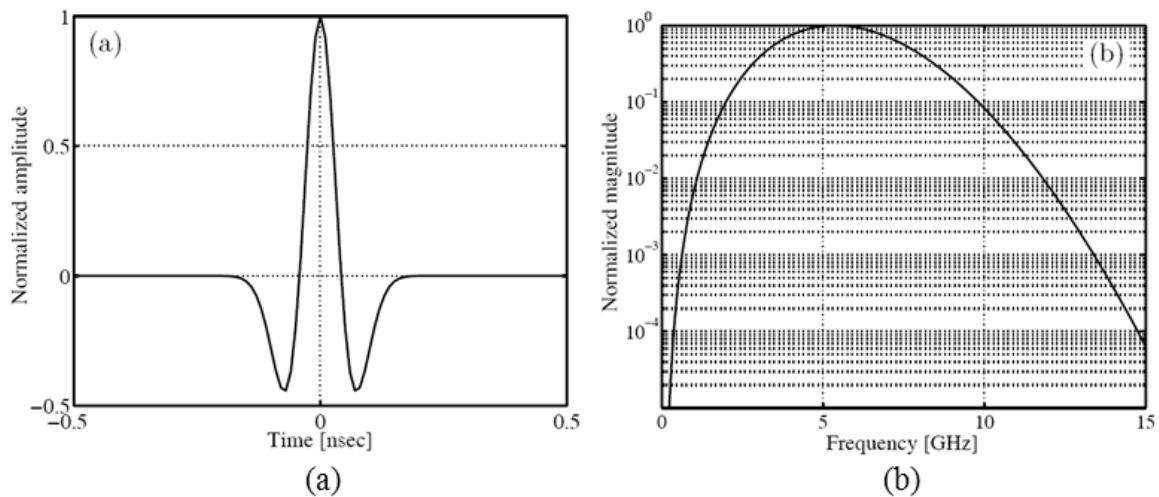 (a)
Normalized amplitude
1
0.5
0
−0.5
−0.5
0
0.5
Time [nsec]
(a)
(b)
Normalized magnitude
10^0
10^−1
10^−2
10^−3
10^−4
0
5
10
15
Frequency [GHz]
(b)